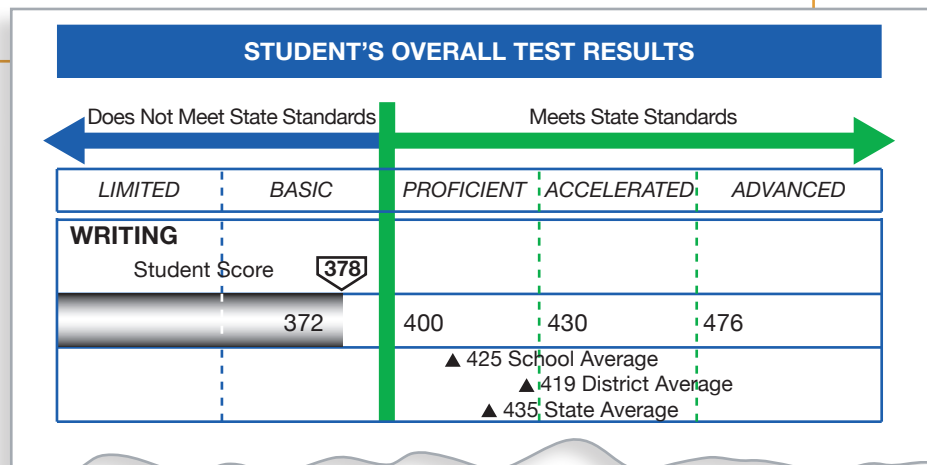 STUDENT'S OVERALL TEST RESULTS
Does Not Meet State Standards Meets State Standards
LIMITED BASIC PROFICIENT ACCELERATED ADVANCED
WRITING
Student Score 378
372 400 430 476
▲ 425 School Average
▲ 419 District Average
▲ 435 State Average